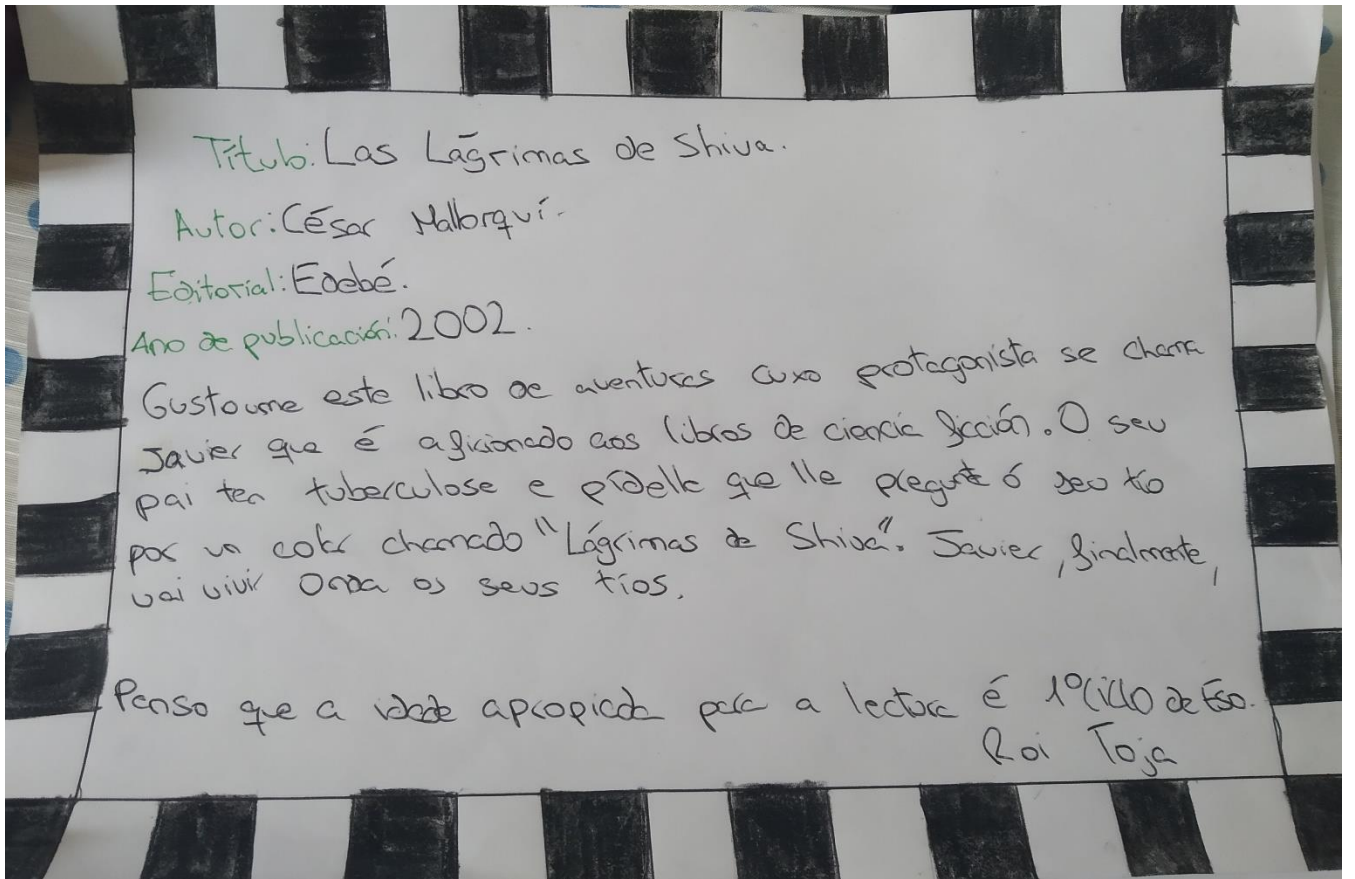 Título: Las Lágrimas de Shiva.
Autor: César Mallorquí.
Editorial: Edebé.
Ano de publicación: 2002.
Gustoume este libro de aventuras cuxo protagonista se chama
Javier que é aficionado aos libros de ciencia ficción. O seu
pai ten tuberculose e pídelle que lle pregunte ó seu tío
por un colar chamado "Lágrimas de Shiva". Javier, finalmente,
vai vivir onda os seus tíos.
Penso que a idade apropiada para a lectura é 1º Ciclo de Eso.
Roi Toja